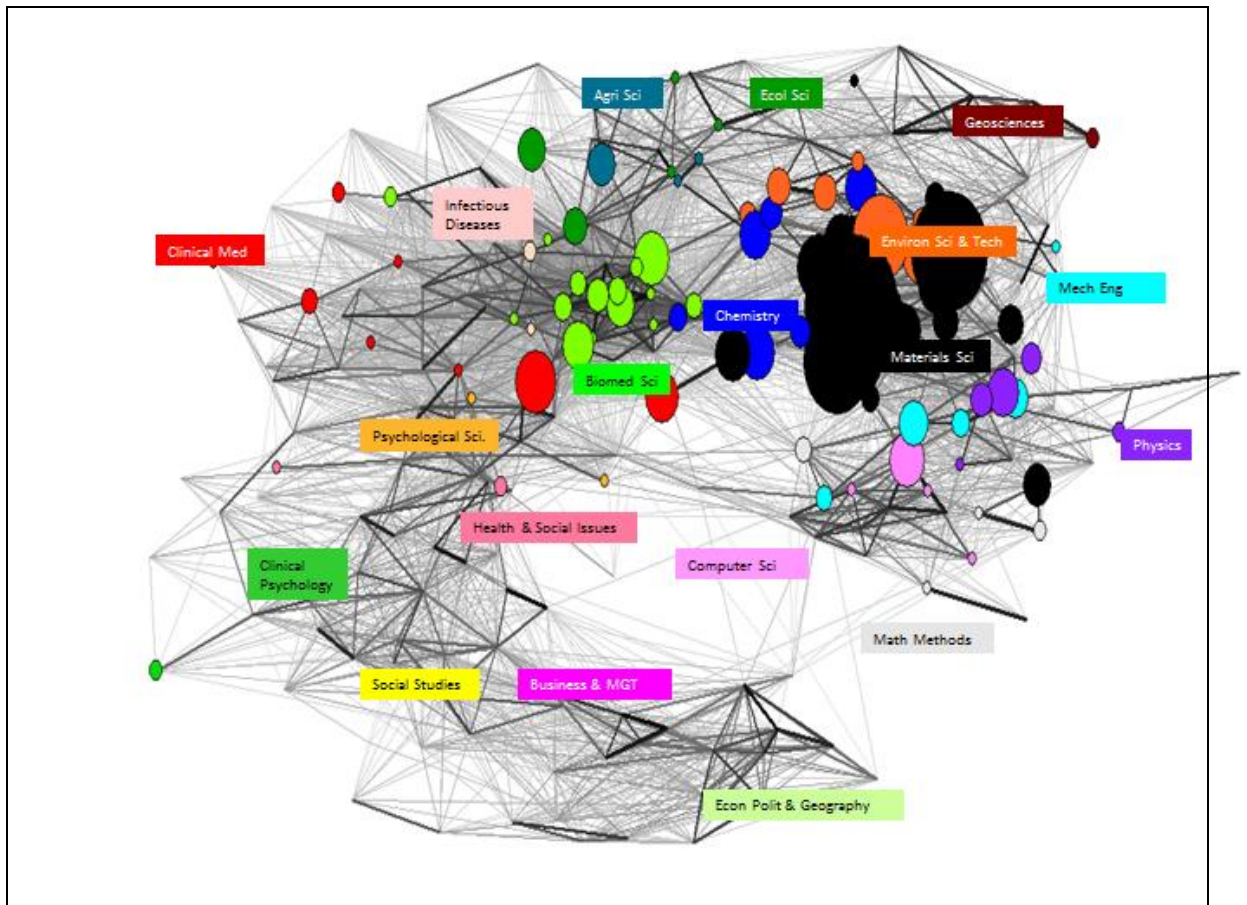 Agri Sci
Ecol Sci
Geosciences
Infectious
Diseases
Clinical Med
Environ Sci & Tech
Mech Eng
Chemistry
Materials Sci
Biomed Sci
Psychological Sci.
Physics
Health & Social Issues
Clinical
Psychology
Computer Sci
Math Methods
Social Studies
Business & MGT
Econ Polit & Geography